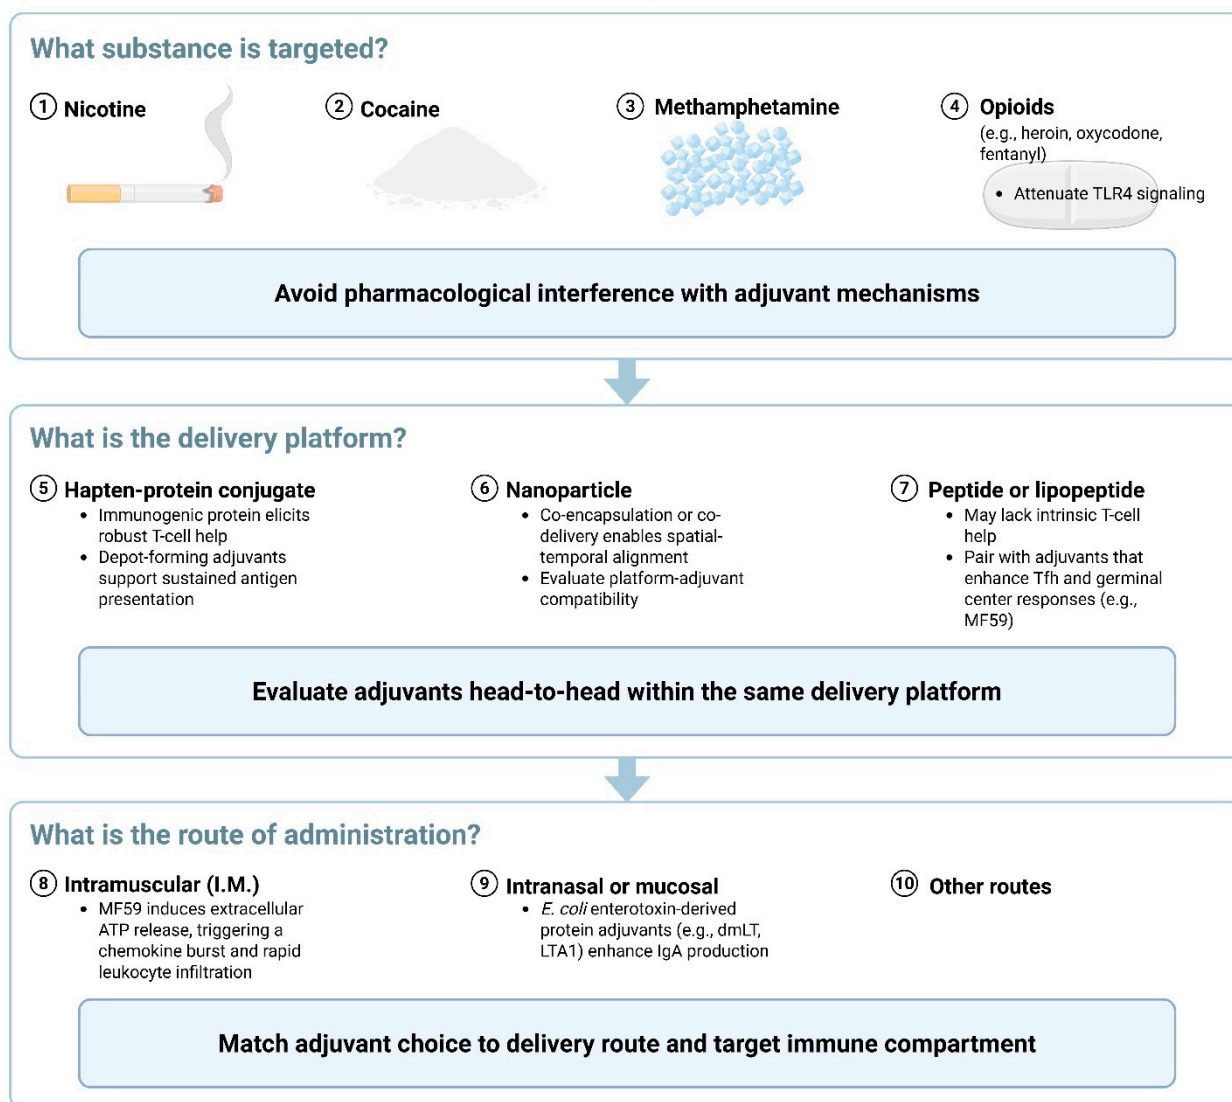 What substance is targeted?
1 Nicotine
2 Cocaine
3 Methamphetamine
4 Opioids
(e.g., heroin, oxycodone,
fentanyl)
• Attenuate TLR4 signaling
Avoid pharmacological interference with adjuvant mechanisms
What is the delivery platform?
5 Hapten-protein conjugate
• Immunogenic protein elicits
robust T-cell help
• Depot-forming adjuvants
support sustained antigen
presentation
6 Nanoparticle
• Co-encapsulation or co-
delivery enables spatial-
temporal alignment
• Evaluate platform-adjuvant
compatibility
7 Peptide or lipopeptide
• May lack intrinsic T-cell
help
• Pair with adjuvants that
enhance Tfh and germinal
center responses (e.g.,
MF59)
Evaluate adjuvants head-to-head within the same delivery platform
What is the route of administration?
8 Intramuscular (I.M.)
• MF59 induces extracellular
ATP release, triggering a
chemokine burst and rapid
leukocyte infiltration
9 Intranasal or mucosal
• E. coli enterotoxin-derived
protein adjuvants (e.g., dmLT,
LTA1) enhance IgA production
10 Other routes
Match adjuvant choice to delivery route and target immune compartment